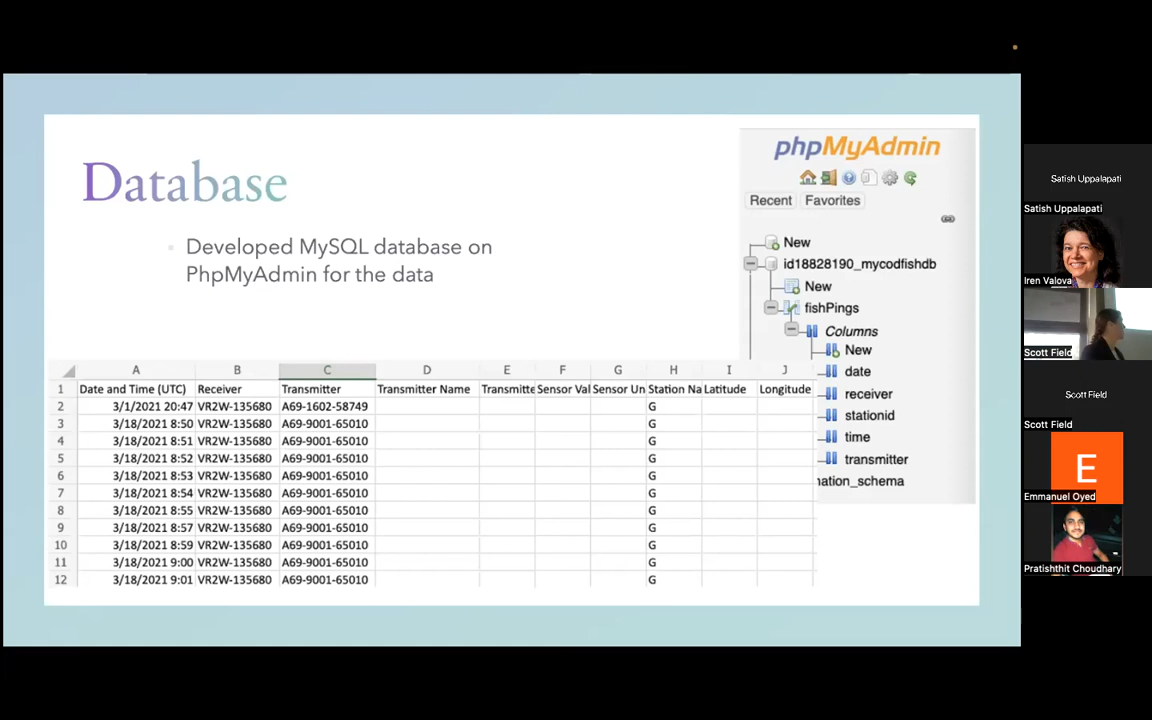 Database
Developed MySQL database on
PhpMyAdmin for the data
phpMyAdmin
Recent Favorites
New
id18828190_mycodfishdb
New
fishPings
Columns
New
date
receiver
stationid
time
transmitter
nation_schema
A B C D E F G H I J
1 Date and Time (UTC) Receiver Transmitter Transmitter Name Transmitte Sensor Val Sensor Un Station Na Latitude Longitude
2 3/1/2021 20:47 VR2W-135680 A69-1602-58749 G
3 3/18/2021 8:50 VR2W-135680 A69-9001-65010 G
4 3/18/2021 8:51 VR2W-135680 A69-9001-65010 G
5 3/18/2021 8:52 VR2W-135680 A69-9001-65010 G
6 3/18/2021 8:53 VR2W-135680 A69-9001-65010 G
7 3/18/2021 8:54 VR2W-135680 A69-9001-65010 G
8 3/18/2021 8:55 VR2W-135680 A69-9001-65010 G
9 3/18/2021 8:57 VR2W-135680 A69-9001-65010 G
10 3/18/2021 8:59 VR2W-135680 A69-9001-65010 G
11 3/18/2021 9:00 VR2W-135680 A69-9001-65010 G
12 3/18/2021 9:01 VR2W-135680 A69-9001-65010 G
Satish Uppalapati
Satish Uppalapati
Iren Valova
Scott Field
Scott Field
Scott Field
E
Emmanuel Oyed
Pratishthit Choudhary